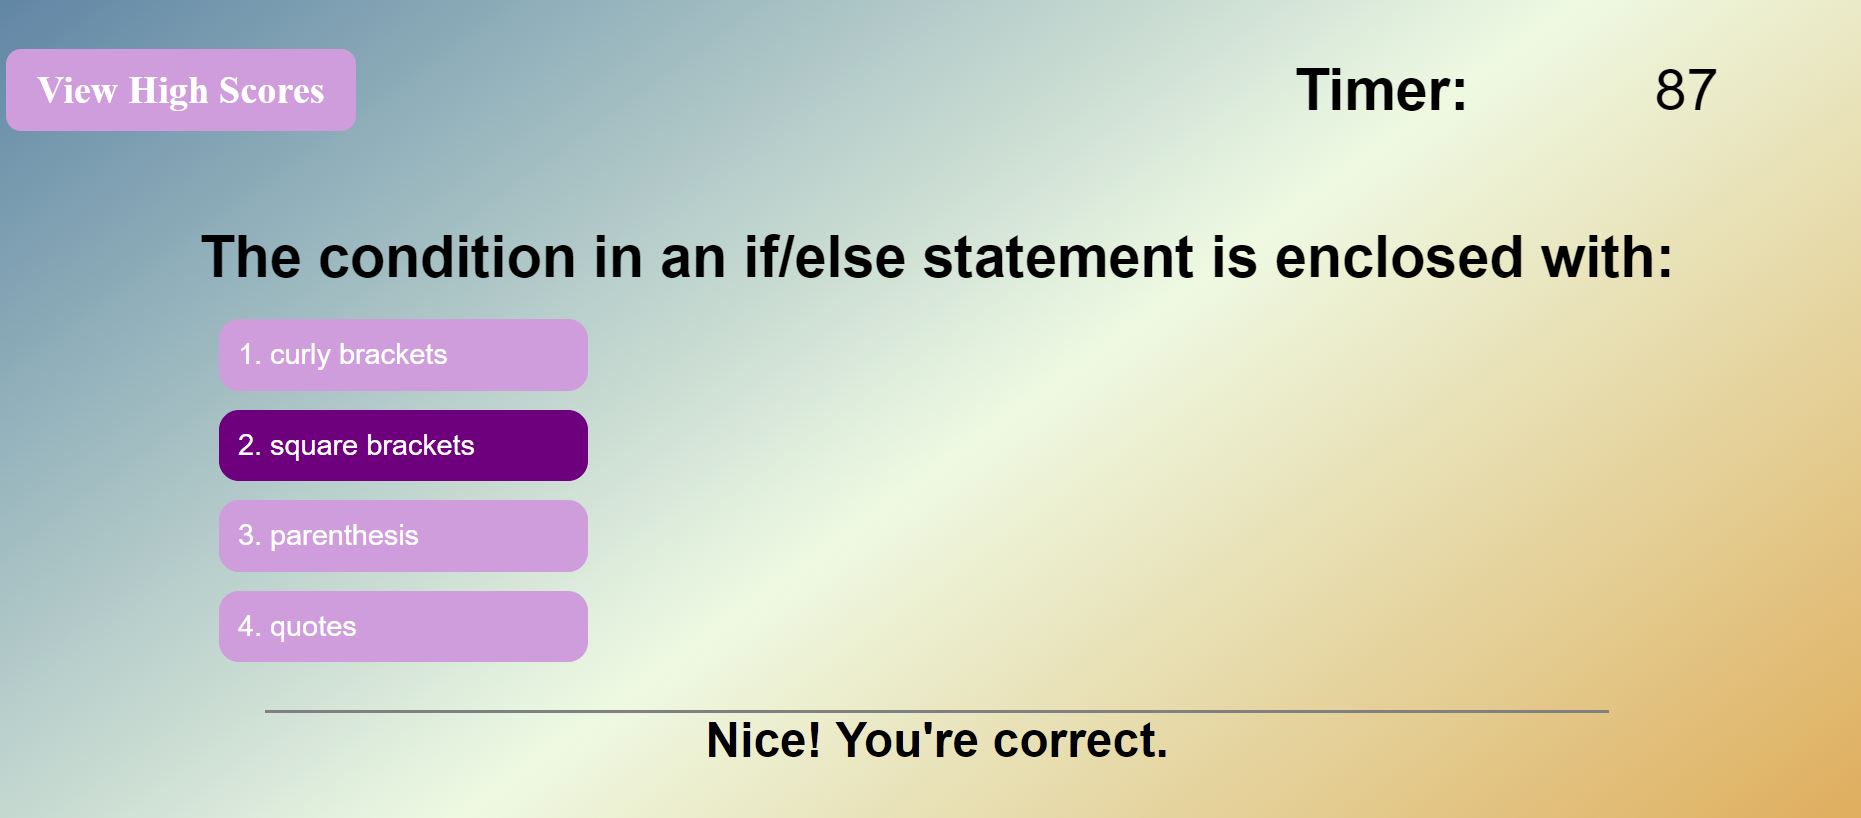 View High Scores
Timer: 87
The condition in an if/else statement is enclosed with:
1. curly brackets
2. square brackets
3. parenthesis
4. quotes
Nice! You're correct.